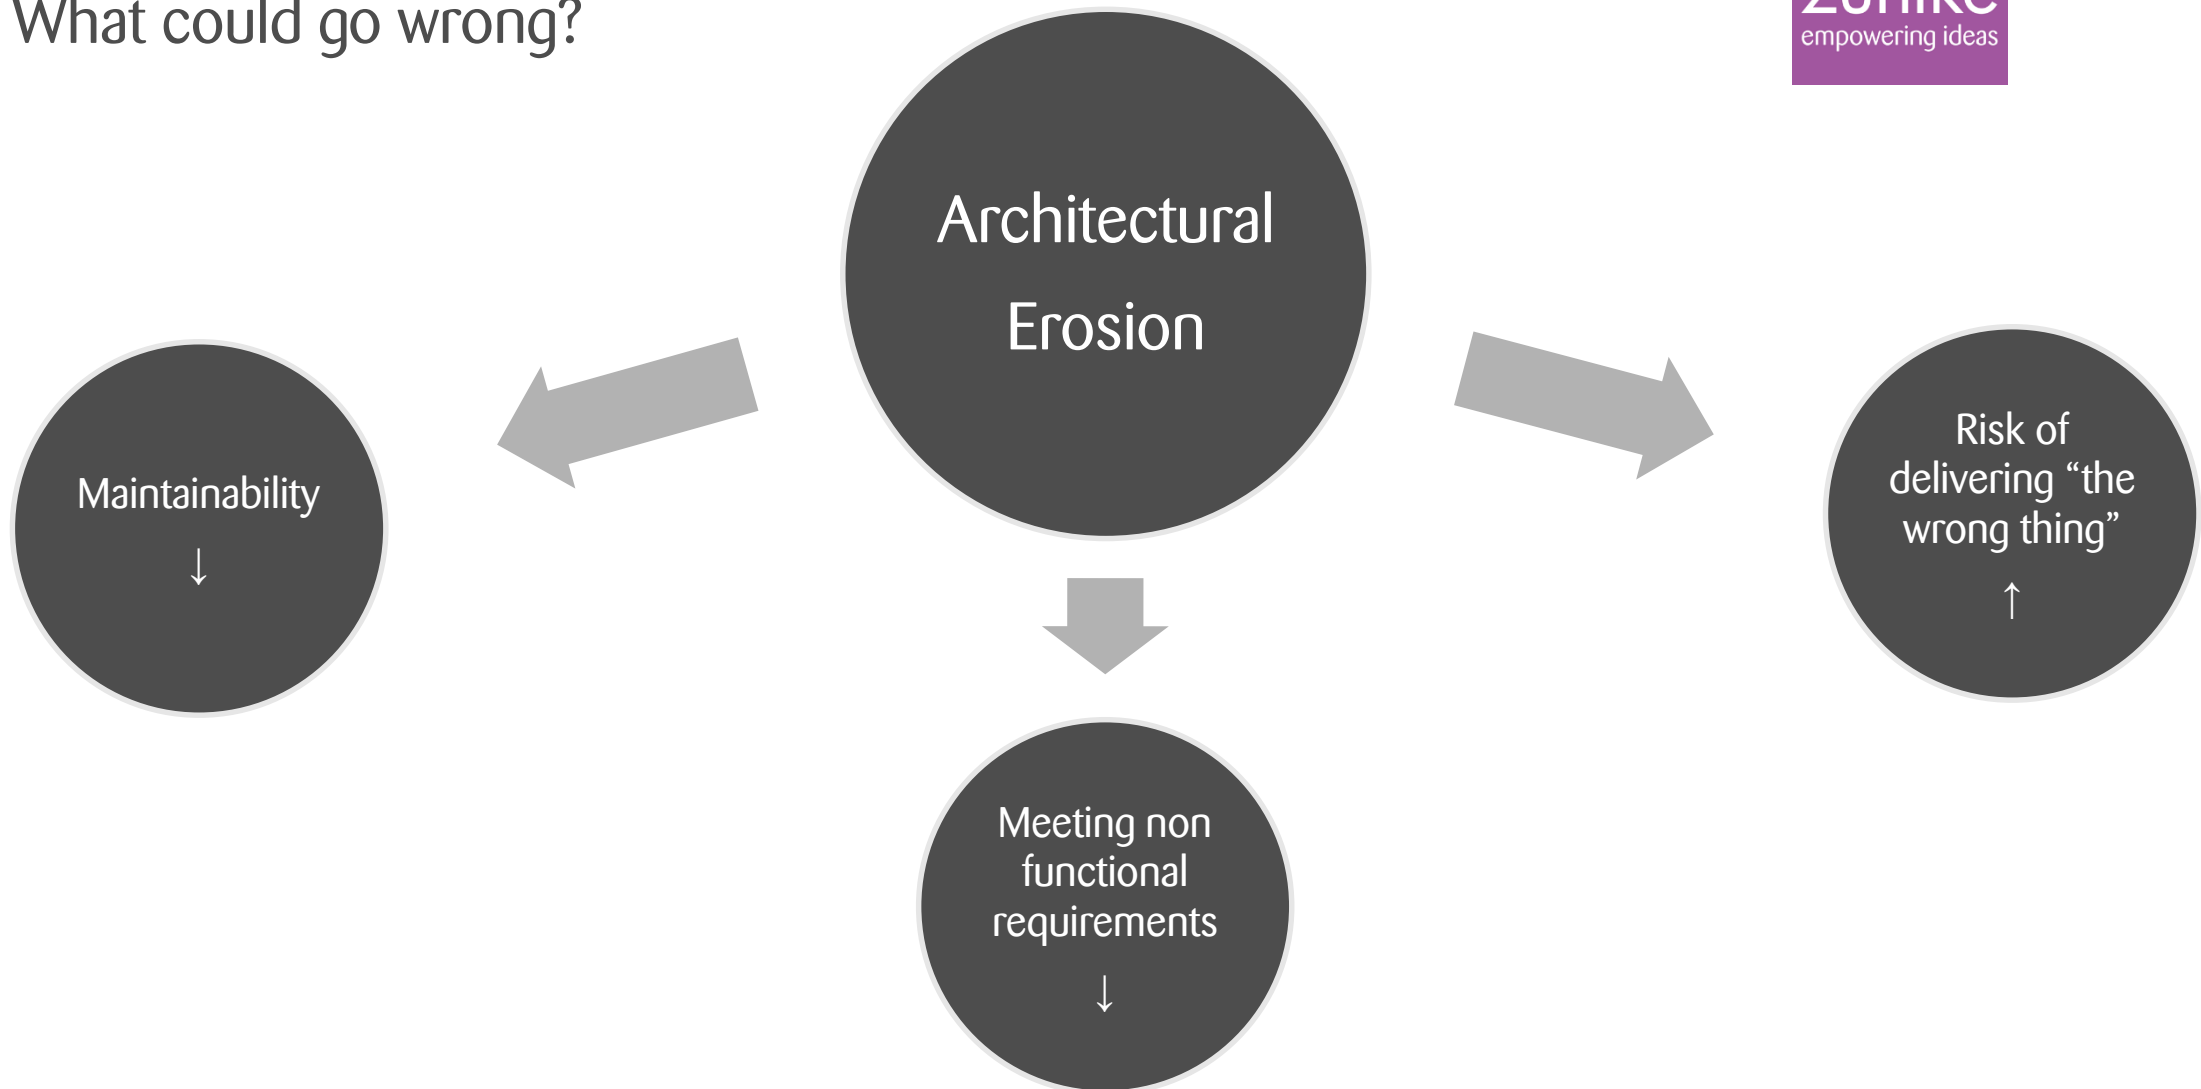 What could go wrong?
zühlke
empowering ideas
Architectural
Erosion
Maintainability
↓
Risk of
delivering “the
wrong thing”
↑
Meeting non
functional
requirements
↓